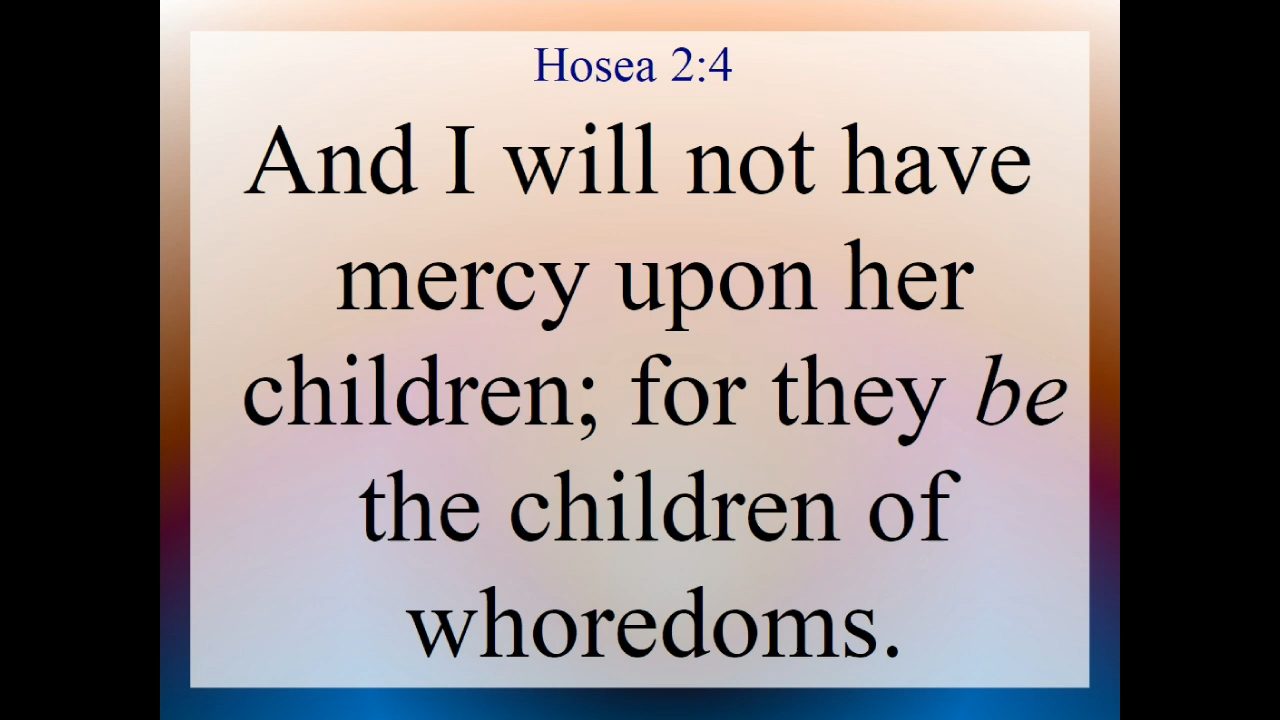 Hosea 2:4
And I will not have
mercy upon her
children; for they be
the children of
whoredoms.